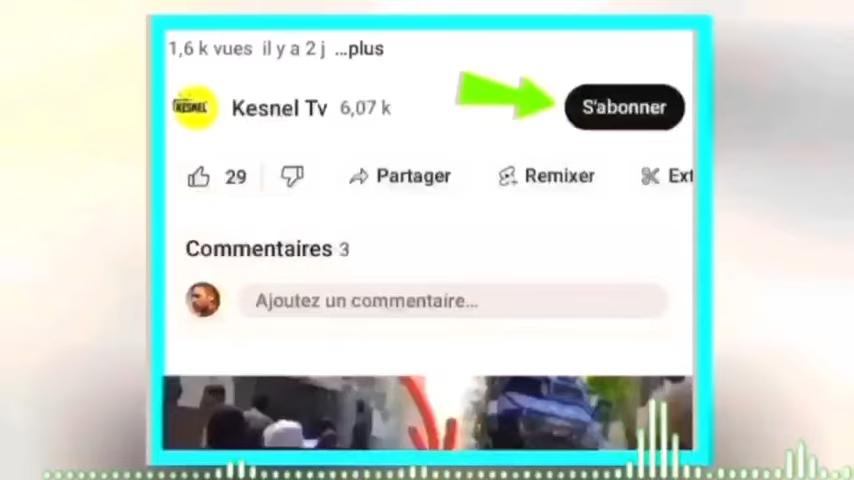 1,6 k vues il y a 2 j ...plus
KESNEL
Kesnel Tv 6,07 k
S'abonner
29
Partager
Remixer
Ext
Commentaires 3
Ajoutez un commentaire...